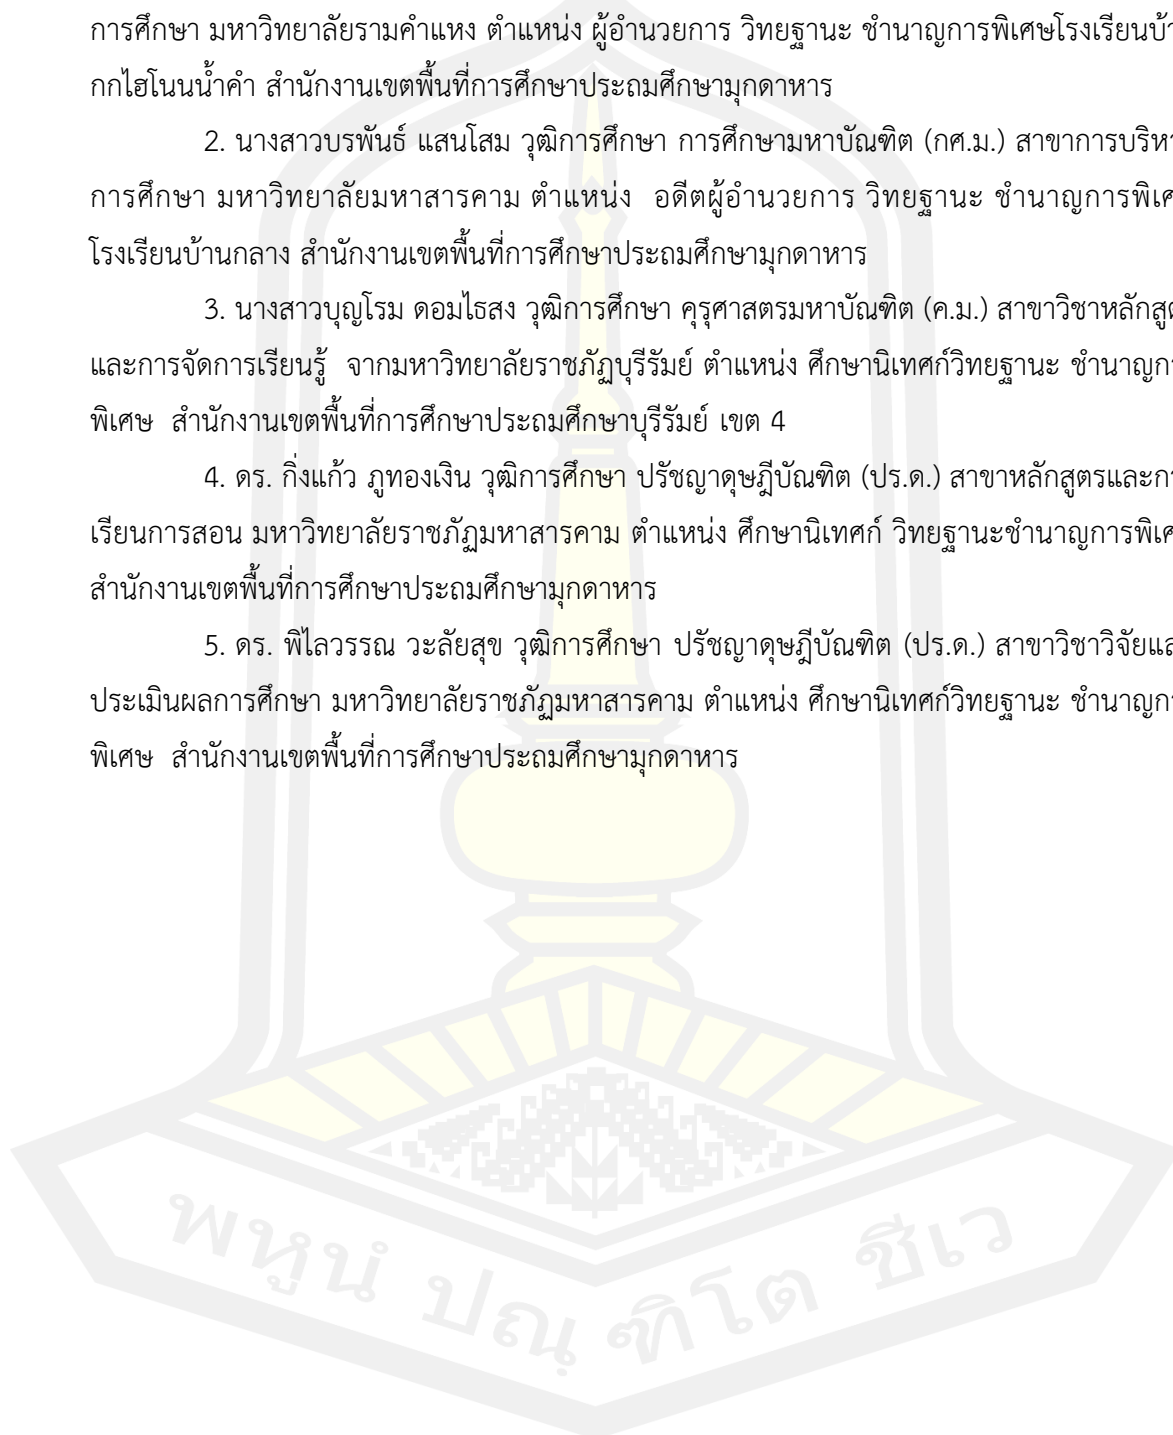 การศึกษา มหาวิทยาลัยรามคำแหง ตำแหน่ง ผู้อำนวยการ วิทยฐานะ ชำนาญการพิเศษโรงเรียนบ้า
กกไฮโนนน้ำคำ สำนักงานเขตพื้นที่การศึกษาประถมศึกษามุกดาหาร
2. นางสาวบรพันธ์ แสนโสม วุฒิการศึกษา การศึกษามหาบัณฑิต (กศ.ม.) สาขาการบริหา
การศึกษา มหาวิทยาลัยมหาสารคาม ตำแหน่ง อดีตผู้อำนวยการ วิทยฐานะ ชำนาญการพิเศ
โรงเรียนบ้านกลาง สำนักงานเขตพื้นที่การศึกษาประถมศึกษามุกดาหาร
3. นางสาวบุญโรม ดอมไธสง วุฒิการศึกษา คุรุศาสตรมหาบัณฑิต (ค.ม.) สาขาวิชาหลักสูต
และการจัดการเรียนรู้ จากมหาวิทยาลัยราชภัฏบุรีรัมย์ ตำแหน่ง ศึกษานิเทศก์วิทยฐานะ ชำนาญกา
พิเศษ สำนักงานเขตพื้นที่การศึกษาประถมศึกษาบุรีรัมย์ เขต 4
4. ดร. กิ่งแก้ว ภูทองเงิน วุฒิการศึกษา ปรัชญาดุษฎีบัณฑิต (ปร.ด.) สาขาหลักสูตรและกา
เรียนการสอน มหาวิทยาลัยราชภัฏมหาสารคาม ตำแหน่ง ศึกษานิเทศก์ วิทยฐานะชำนาญการพิเศ
สำนักงานเขตพื้นที่การศึกษาประถมศึกษามุกดาหาร
5. ดร. พิไลวรรณ วะลัยสุข วุฒิการศึกษา ปรัชญาดุษฎีบัณฑิต (ปร.ด.) สาขาวิชาวิจัยแล
ประเมินผลการศึกษา มหาวิทยาลัยราชภัฏมหาสารคาม ตำแหน่ง ศึกษานิเทศก์วิทยฐานะ ชำนาญกา
พิเศษ สำนักงานเขตพื้นที่การศึกษาประถมศึกษามุกดาหาร
พหูนํ ปณฺฑิโต ชีเว